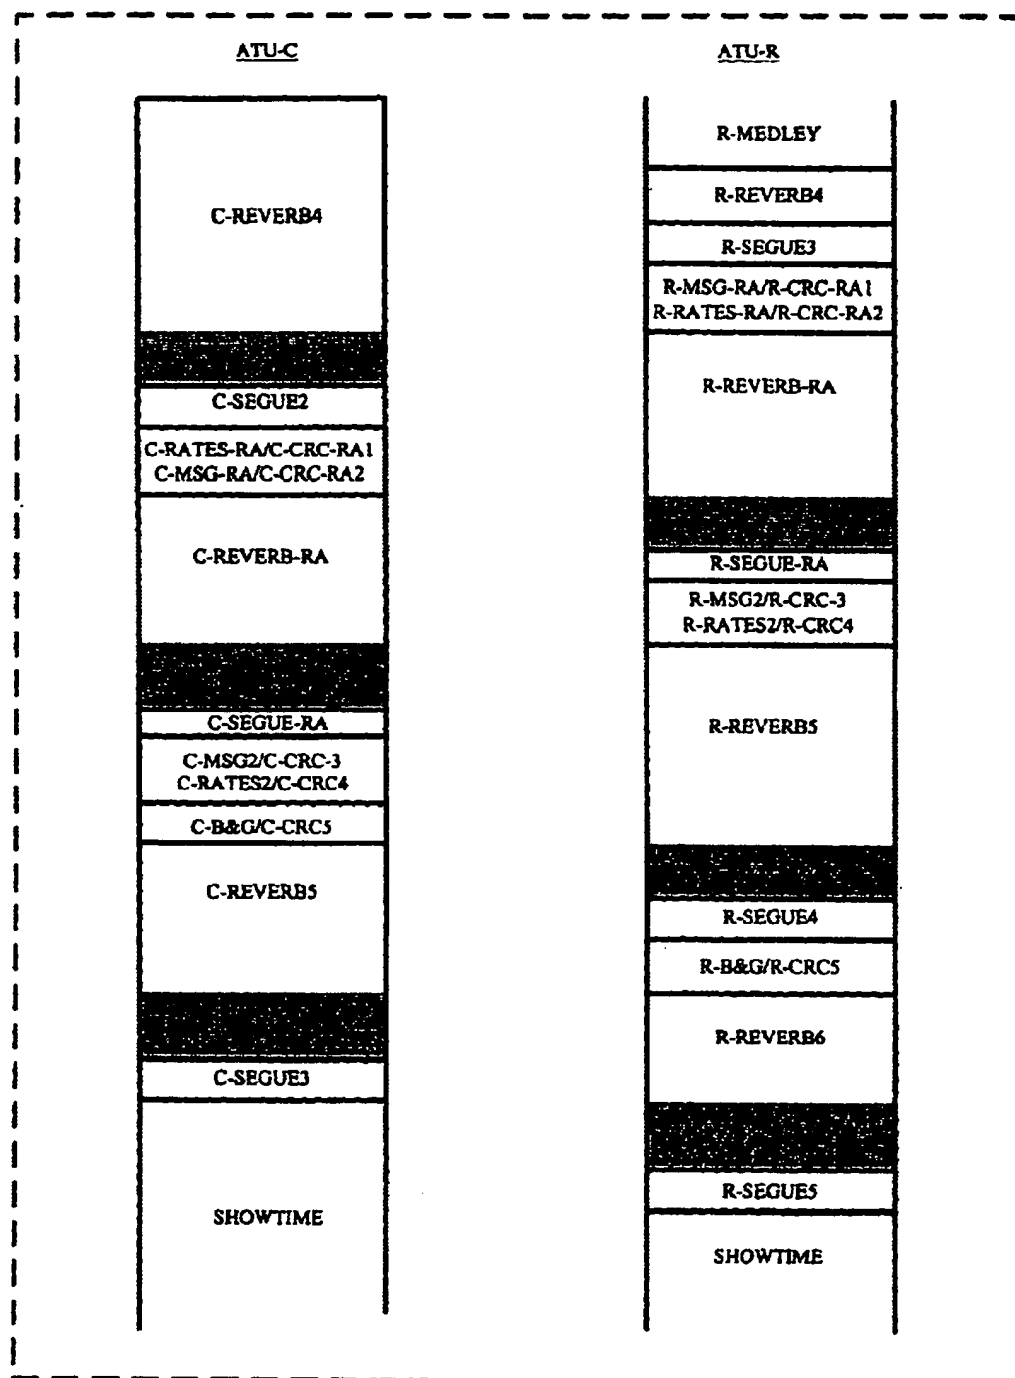 ATU-C
C-REVERB4
C-SEGUE2
C-RATES-RA/C-CRC-RA1
C-MSG-RA/C-CRC-RA2
C-REVERB-RA
C-SEGUE-RA
C-MSG2/C-CRC-3
C-RATES2/C-CRC4
C-B&G/C-CRC5
C-REVERB5
C-SEGUE3
SHOWTIME
ATU-R
R-MEDLEY
R-REVERB4
R-SEGUE3
R-MSG-RA/R-CRC-RA1
R-RATES-RA/R-CRC-RA2
R-REVERB-RA
R-SEGUE-RA
R-MSG2/R-CRC-3
R-RATES2/R-CRC4
R-REVERB5
R-SEGUE4
R-B&G/R-CRC5
R-REVERB6
R-SEGUE5
SHOWTIME